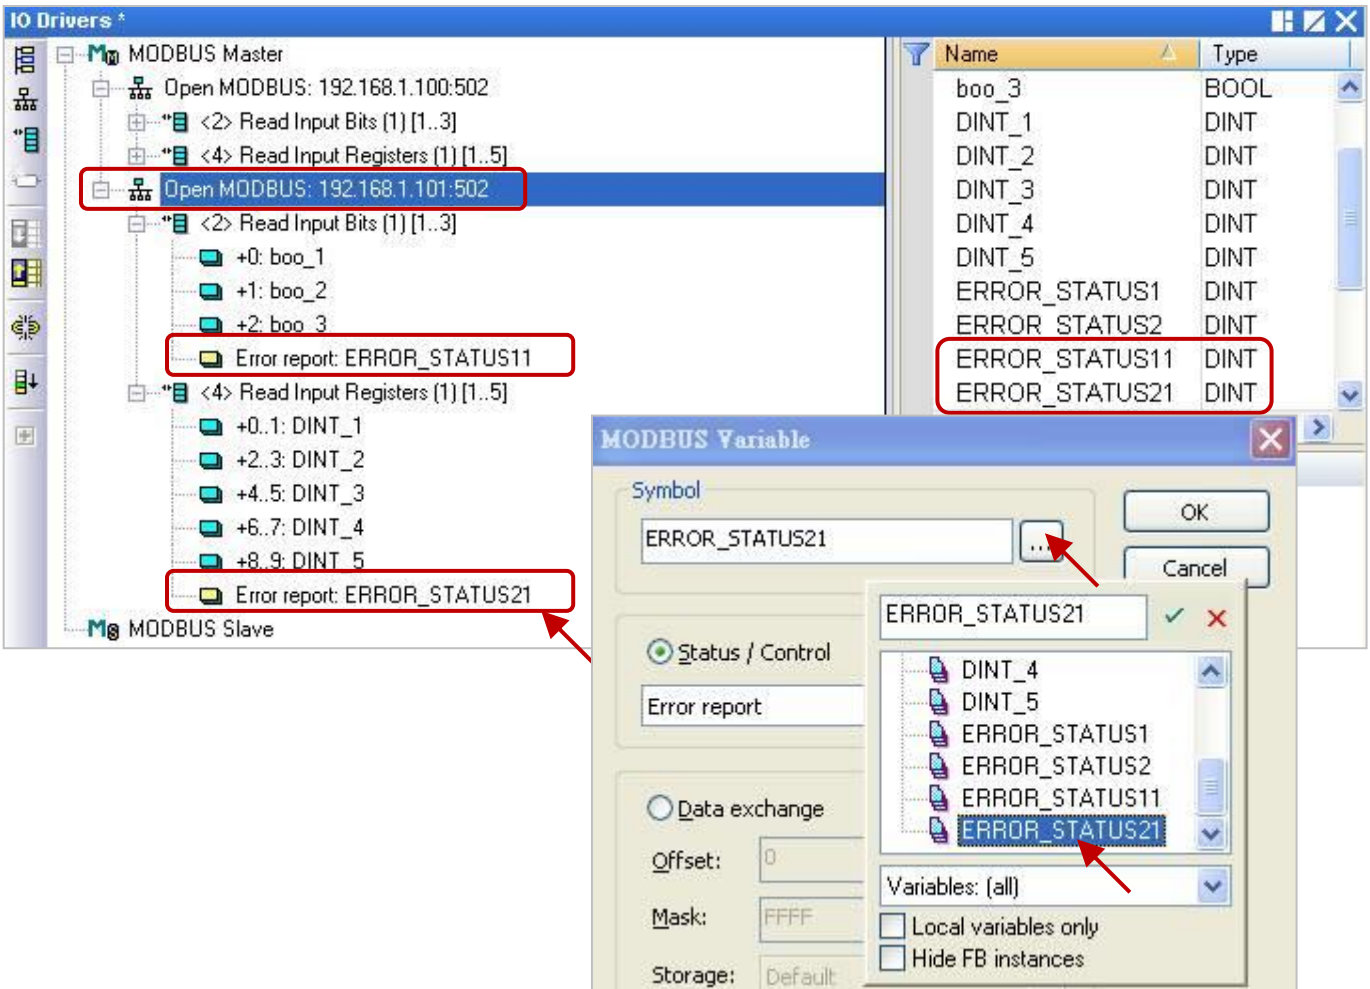 IO Drivers *
MODBUS Master
Open MODBUS: 192.168.1.100:502
<2> Read Input Bits (1) [1..3]
<4> Read Input Registers (1) [1..5]
Open MODBUS: 192.168.1.101:502
<2> Read Input Bits (1) [1..3]
+0: boo_1
+1: boo_2
+2: boo_3
Error report: ERROR_STATUS11
<4> Read Input Registers (1) [1..5]
+0..1: DINT_1
+2..3: DINT_2
+4..5: DINT_3
+6..7: DINT_4
+8..9: DINT_5
Error report: ERROR_STATUS21
MODBUS Slave
Name Type
boo_3 BOOL
DINT_1 DINT
DINT_2 DINT
DINT_3 DINT
DINT_4 DINT
DINT_5 DINT
ERROR_STATUS1 DINT
ERROR_STATUS2 DINT
ERROR_STATUS11 DINT
ERROR_STATUS21 DINT
MODBUS Variable
Symbol
ERROR_STATUS21
...
OK
Cancel
Status / Control
Error report
Data exchange
Offset: 0
Mask: FFFF
Storage: Default
ERROR_STATUS21
DINT_4
DINT_5
ERROR_STATUS1
ERROR_STATUS2
ERROR_STATUS11
ERROR_STATUS21
Variables: (all)
Local variables only
Hide FB instances